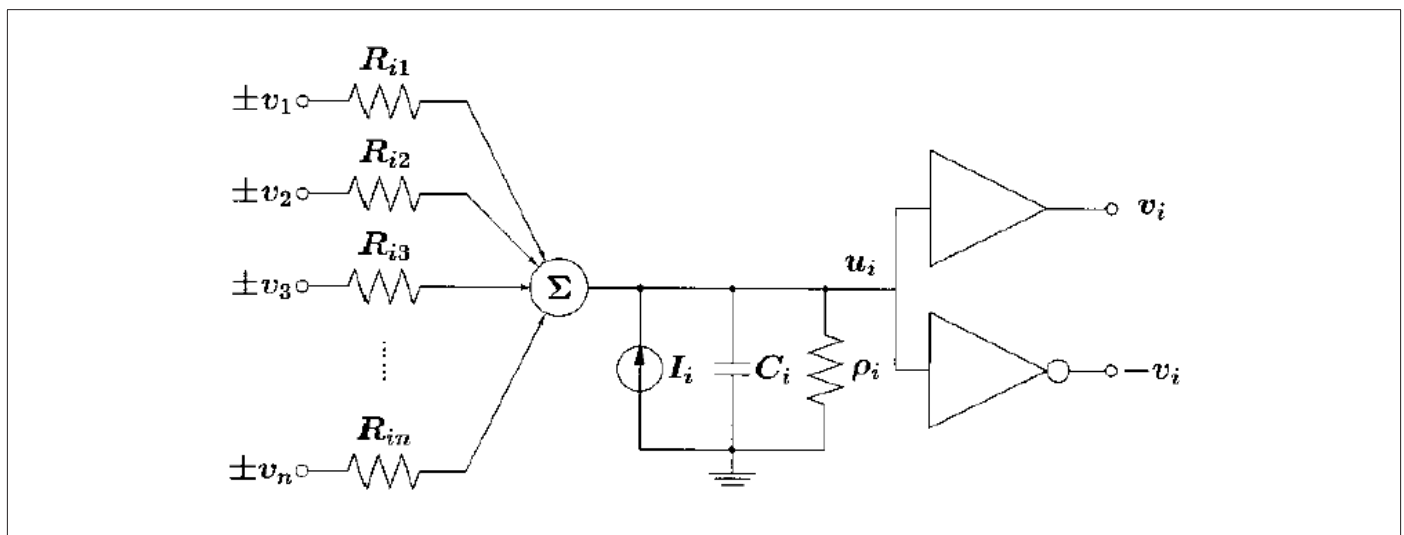 R_{i1}
±v_1
R_{i2}
±v_2
R_{i3}
±v_3
Σ
u_i
v_i
I_i
C_i
ρ_i
−v_i
R_{in}
±v_n